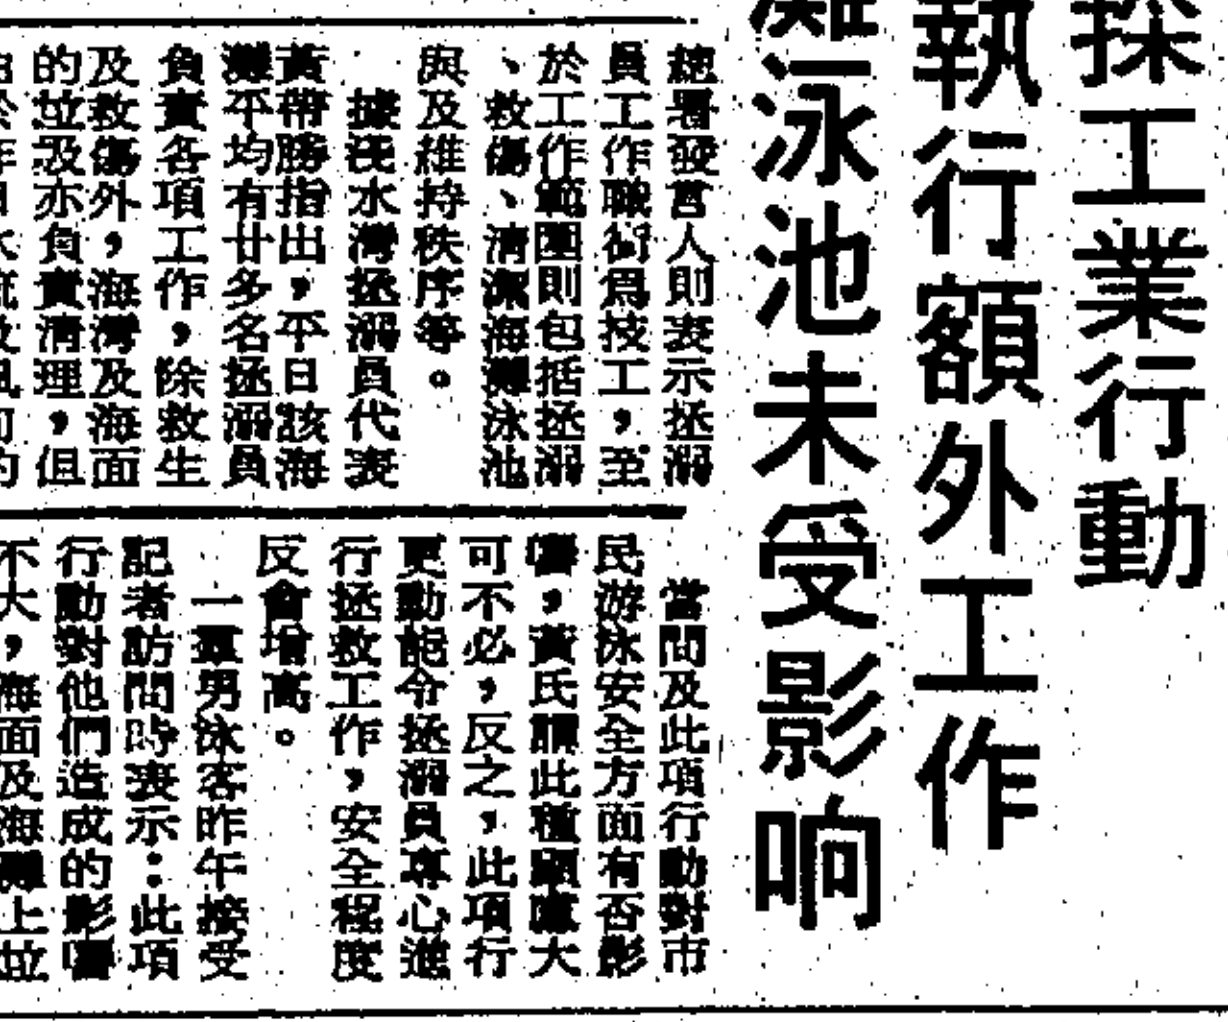 採工業行動
執行額外工作
灘泳池未受影响
總署發言人則表示拯溺
員工作職銜爲技工，至
於工作範圍則包括拯溺
、救傷、清潔海灘泳池
與及維持秩序等。
據淺水灣拯溺員代表
黃帶勝指出，平日該海
灘平均有廿多名拯溺員
負責各項工作，除救生
及救傷外，海灣及海面
的垃圾亦負責清理，但
當問及此項行動對市
民游泳安全方面有否影
響，黃氏謂此種顧慮大
可不必，反之，此項行
更動能令拯溺員專心進
行拯救工作，安全程度
反會增高。
一羣男泳客昨午接受
記者訪問時表示：此項
行動對他們造成的影響
不大，海面及海灘上垃